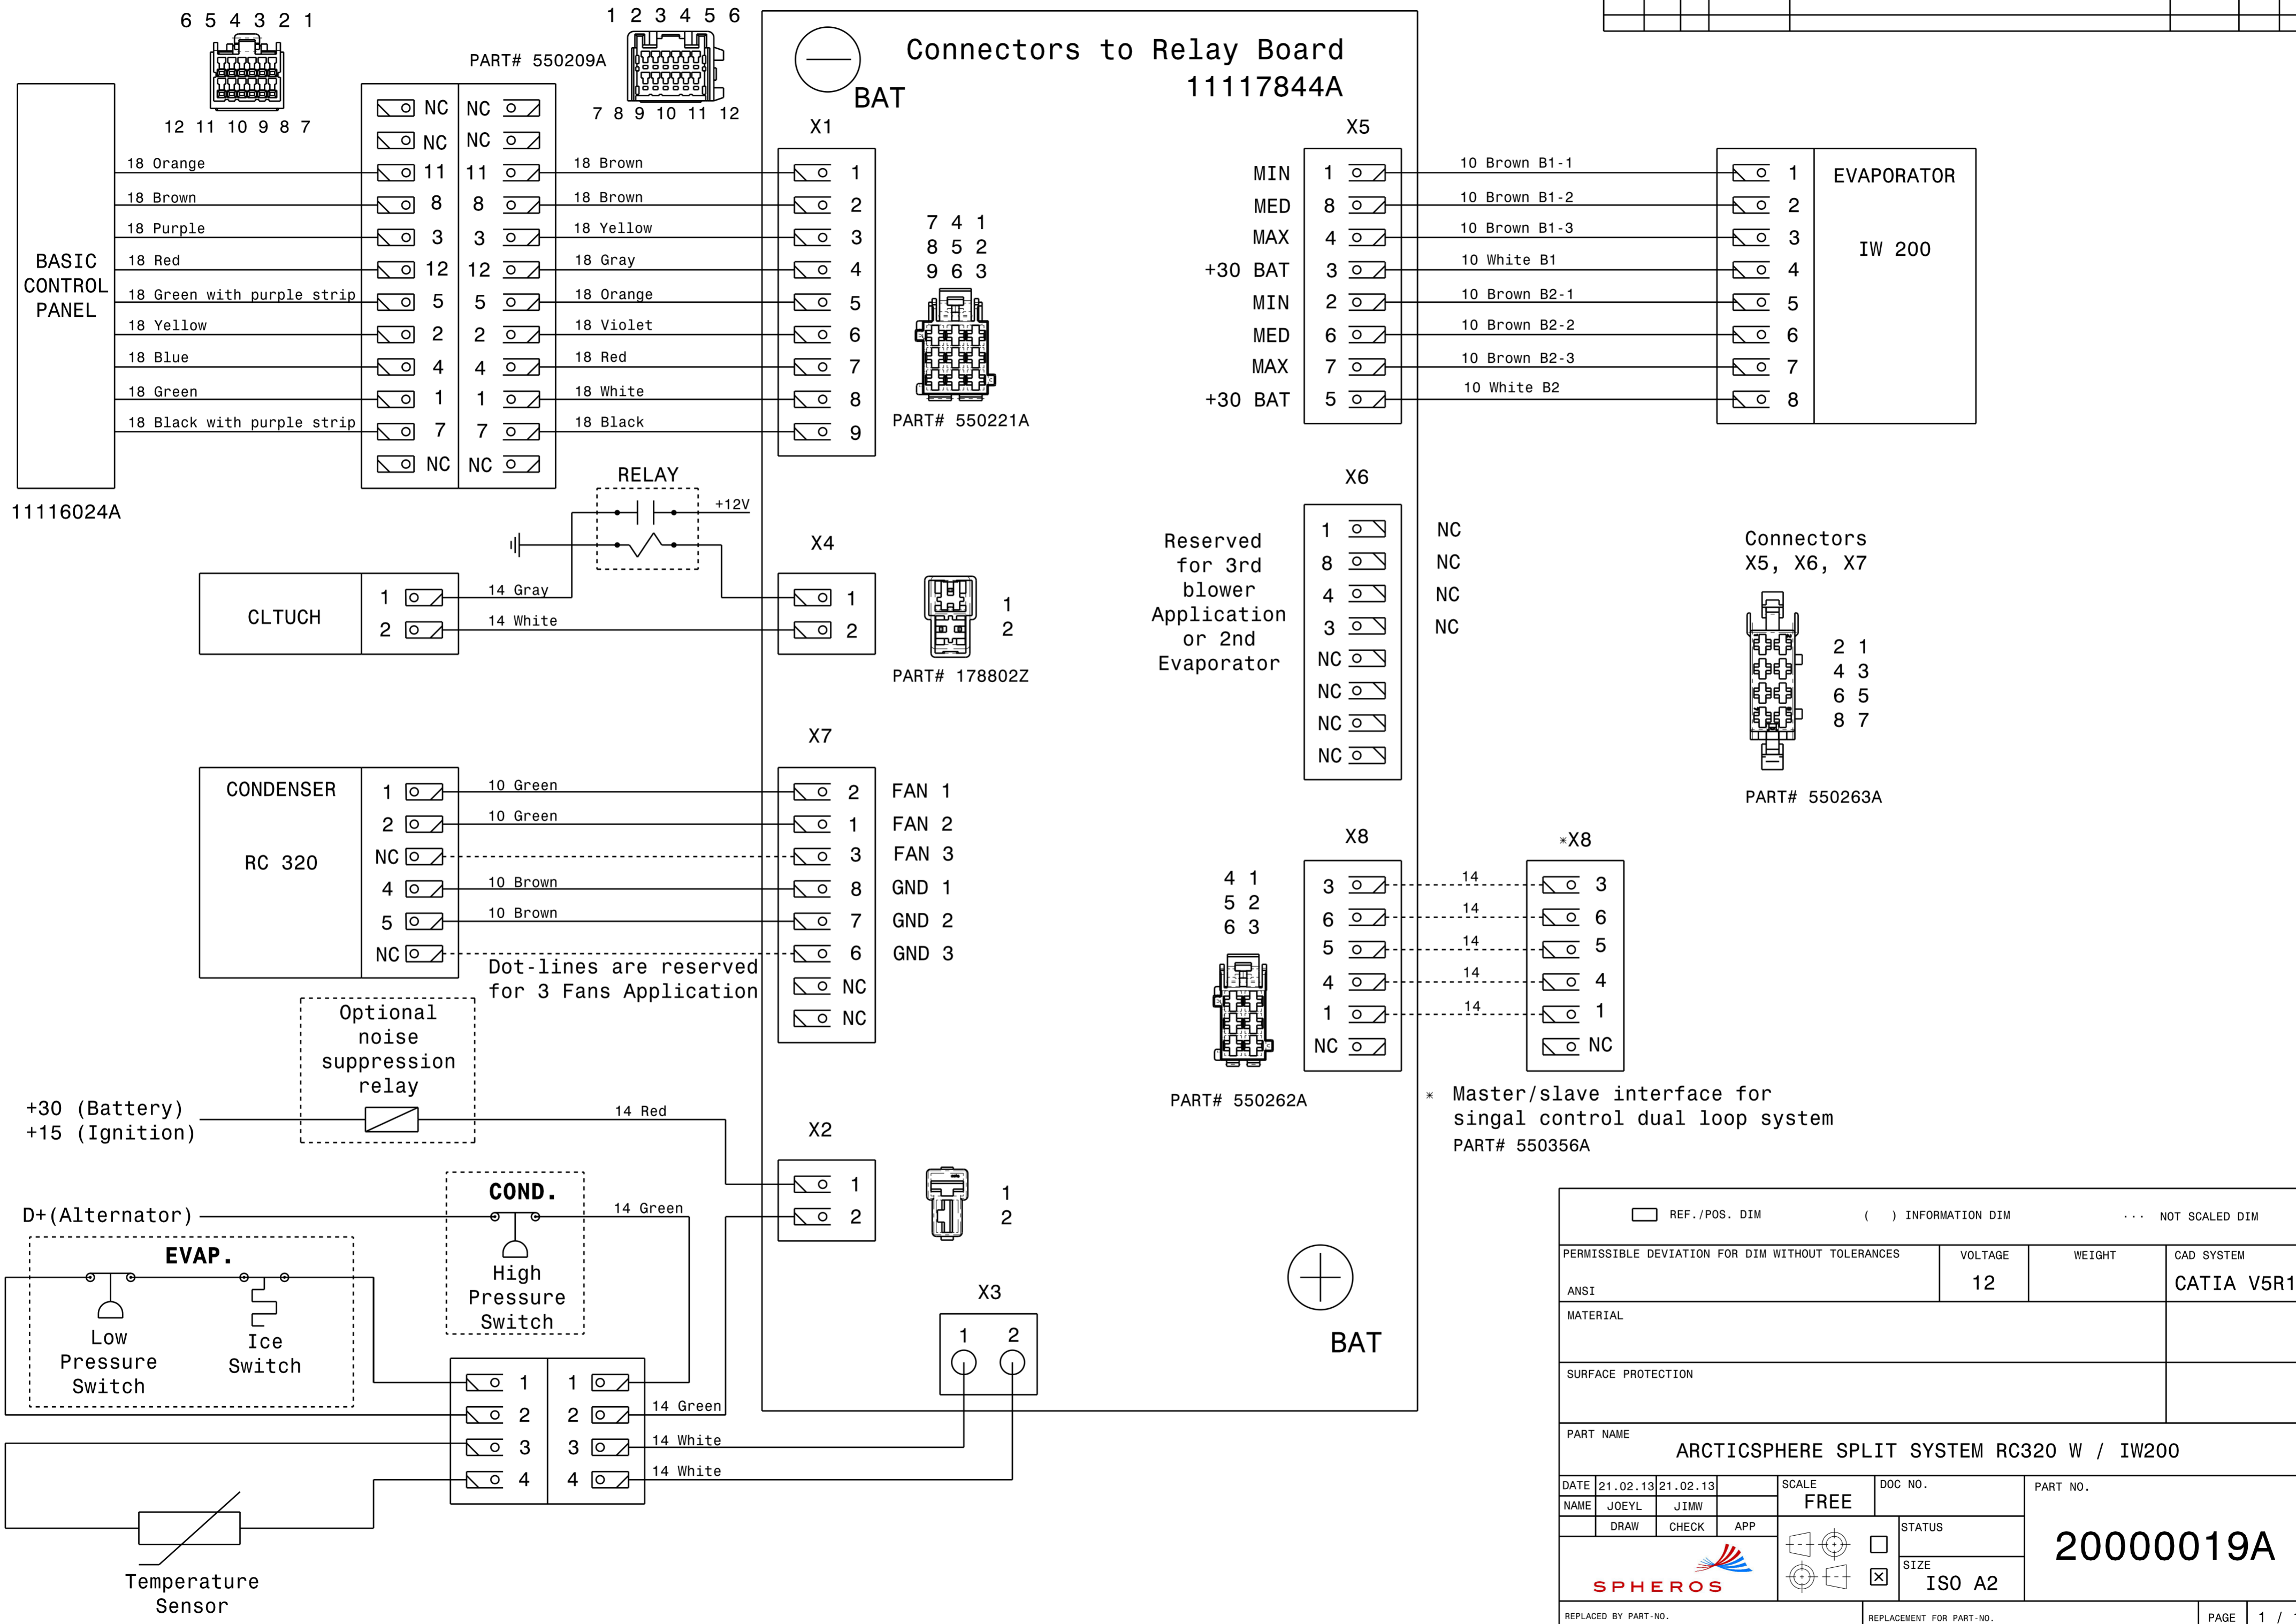 6 5 4 3 2 1
12 11 10 9 8 7
PART# 550209A
1 2 3 4 5 6
7 8 9 10 11 12
BAT
Connectors to Relay Board
11117844A
BASIC
CONTROL
PANEL
11116024A
18 Orange
18 Brown
18 Purple
18 Red
18 Green with purple strip
18 Yellow
18 Blue
18 Green
18 Black with purple strip
NC NC
NC NC
11 11
8 8
3 3
12 12
5 5
2 2
4 4
1 1
7 7
NC NC
18 Brown
18 Brown
18 Yellow
18 Gray
18 Orange
18 Violet
18 Red
18 White
18 Black
X1
1
2
3
4
5
6
7
8
9
7 4 1
8 5 2
9 6 3
PART# 550221A
X5
MIN 1
MED 8
MAX 4
+30 BAT 3
MIN 2
MED 6
MAX 7
+30 BAT 5
10 Brown B1-1
10 Brown B1-2
10 Brown B1-3
10 White B1
10 Brown B2-1
10 Brown B2-2
10 Brown B2-3
10 White B2
1
2
3
4
5
6
7
8
EVAPORATOR
IW 200
RELAY
+12V
CLTUCH
1
2
14 Gray
14 White
X4
1
2
1
2
PART# 178802Z
X6
Reserved
for 3rd
blower
Application
or 2nd
Evaporator
1 NC
8 NC
4 NC
3 NC
NC
NC
NC
NC
Connectors
X5, X6, X7
2 1
4 3
6 5
8 7
PART# 550263A
CONDENSER
RC 320
1
2
NC
4
5
NC
10 Green
10 Green
10 Brown
10 Brown
Dot-lines are reserved
for 3 Fans Application
X7
2 FAN 1
1 FAN 2
3 FAN 3
8 GND 1
7 GND 2
6 GND 3
NC
NC
X8
4 1
5 2
6 3
PART# 550262A
3
6
5
4
1
NC
14
14
14
14
14
*X8
3
6
5
4
1
NC
* Master/slave interface for
singal control dual loop system
PART# 550356A
Optional
noise
suppression
relay
+30 (Battery)
+15 (Ignition)
14 Red
X2
1
2
1
2
D+(Alternator)
COND.
High
Pressure
Switch
14 Green
EVAP.
Low
Pressure
Switch
Ice
Switch
1 1
2 2
3 3
4 4
14 Green
14 White
14 White
X3
1 2
BAT
Temperature
Sensor
REF./POS. DIM
( ) INFORMATION DIM
... NOT SCALED DIM
PERMISSIBLE DEVIATION FOR DIM WITHOUT TOLERANCES
ANSI
VOLTAGE
12
WEIGHT
CAD SYSTEM
CATIA V5R1
MATERIAL
SURFACE PROTECTION
PART NAME
ARCTICSPHERE SPLIT SYSTEM RC320 W / IW200
DATE 21.02.13 21.02.13
NAME JOEYL JIMW
DRAW CHECK APP
SCALE
FREE
DOC NO.
PART NO.
20000019A
STATUS
SIZE
ISO A2
SPHEROS
REPLACED BY PART-NO.
REPLACEMENT FOR PART-NO.
PAGE 1 /